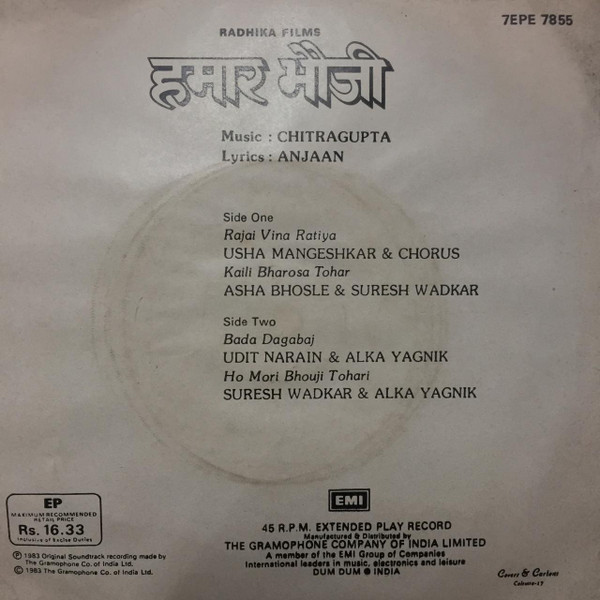 RADHIKA FILMS
7EPE 7855
हमार भौजी
Music : CHITRAGUPTA
Lyrics : ANJAAN
Side One
Rajai Vina Ratiya
USHA MANGESHKAR & CHORUS
Kaili Bharosa Tohar
ASHA BHOSLE & SURESH WADKAR
Side Two
Bada Dagabaj
UDIT NARAIN & ALKA YAGNIK
Ho Mori Bhouji Tohari
SURESH WADKAR & ALKA YAGNIK
EP
MAXIMUM RECOMMENDED
RETAIL PRICE
Rs. 16.33
Inclusive of Excise Duties
Ⓟ 1983 Original Soundtrack recording made by
The Gramophone Co. of India Ltd.
© 1983 The Gramophone Co. of India Ltd.
EMI
45 R.P.M. EXTENDED PLAY RECORD
Manufactured & Distributed by
THE GRAMOPHONE COMPANY OF INDIA LIMITED
A member of the EMI Group of Companies
International leaders in music, electronics and leisure
DUM DUM ● INDIA
Covers & Cartons
Calcutta-17